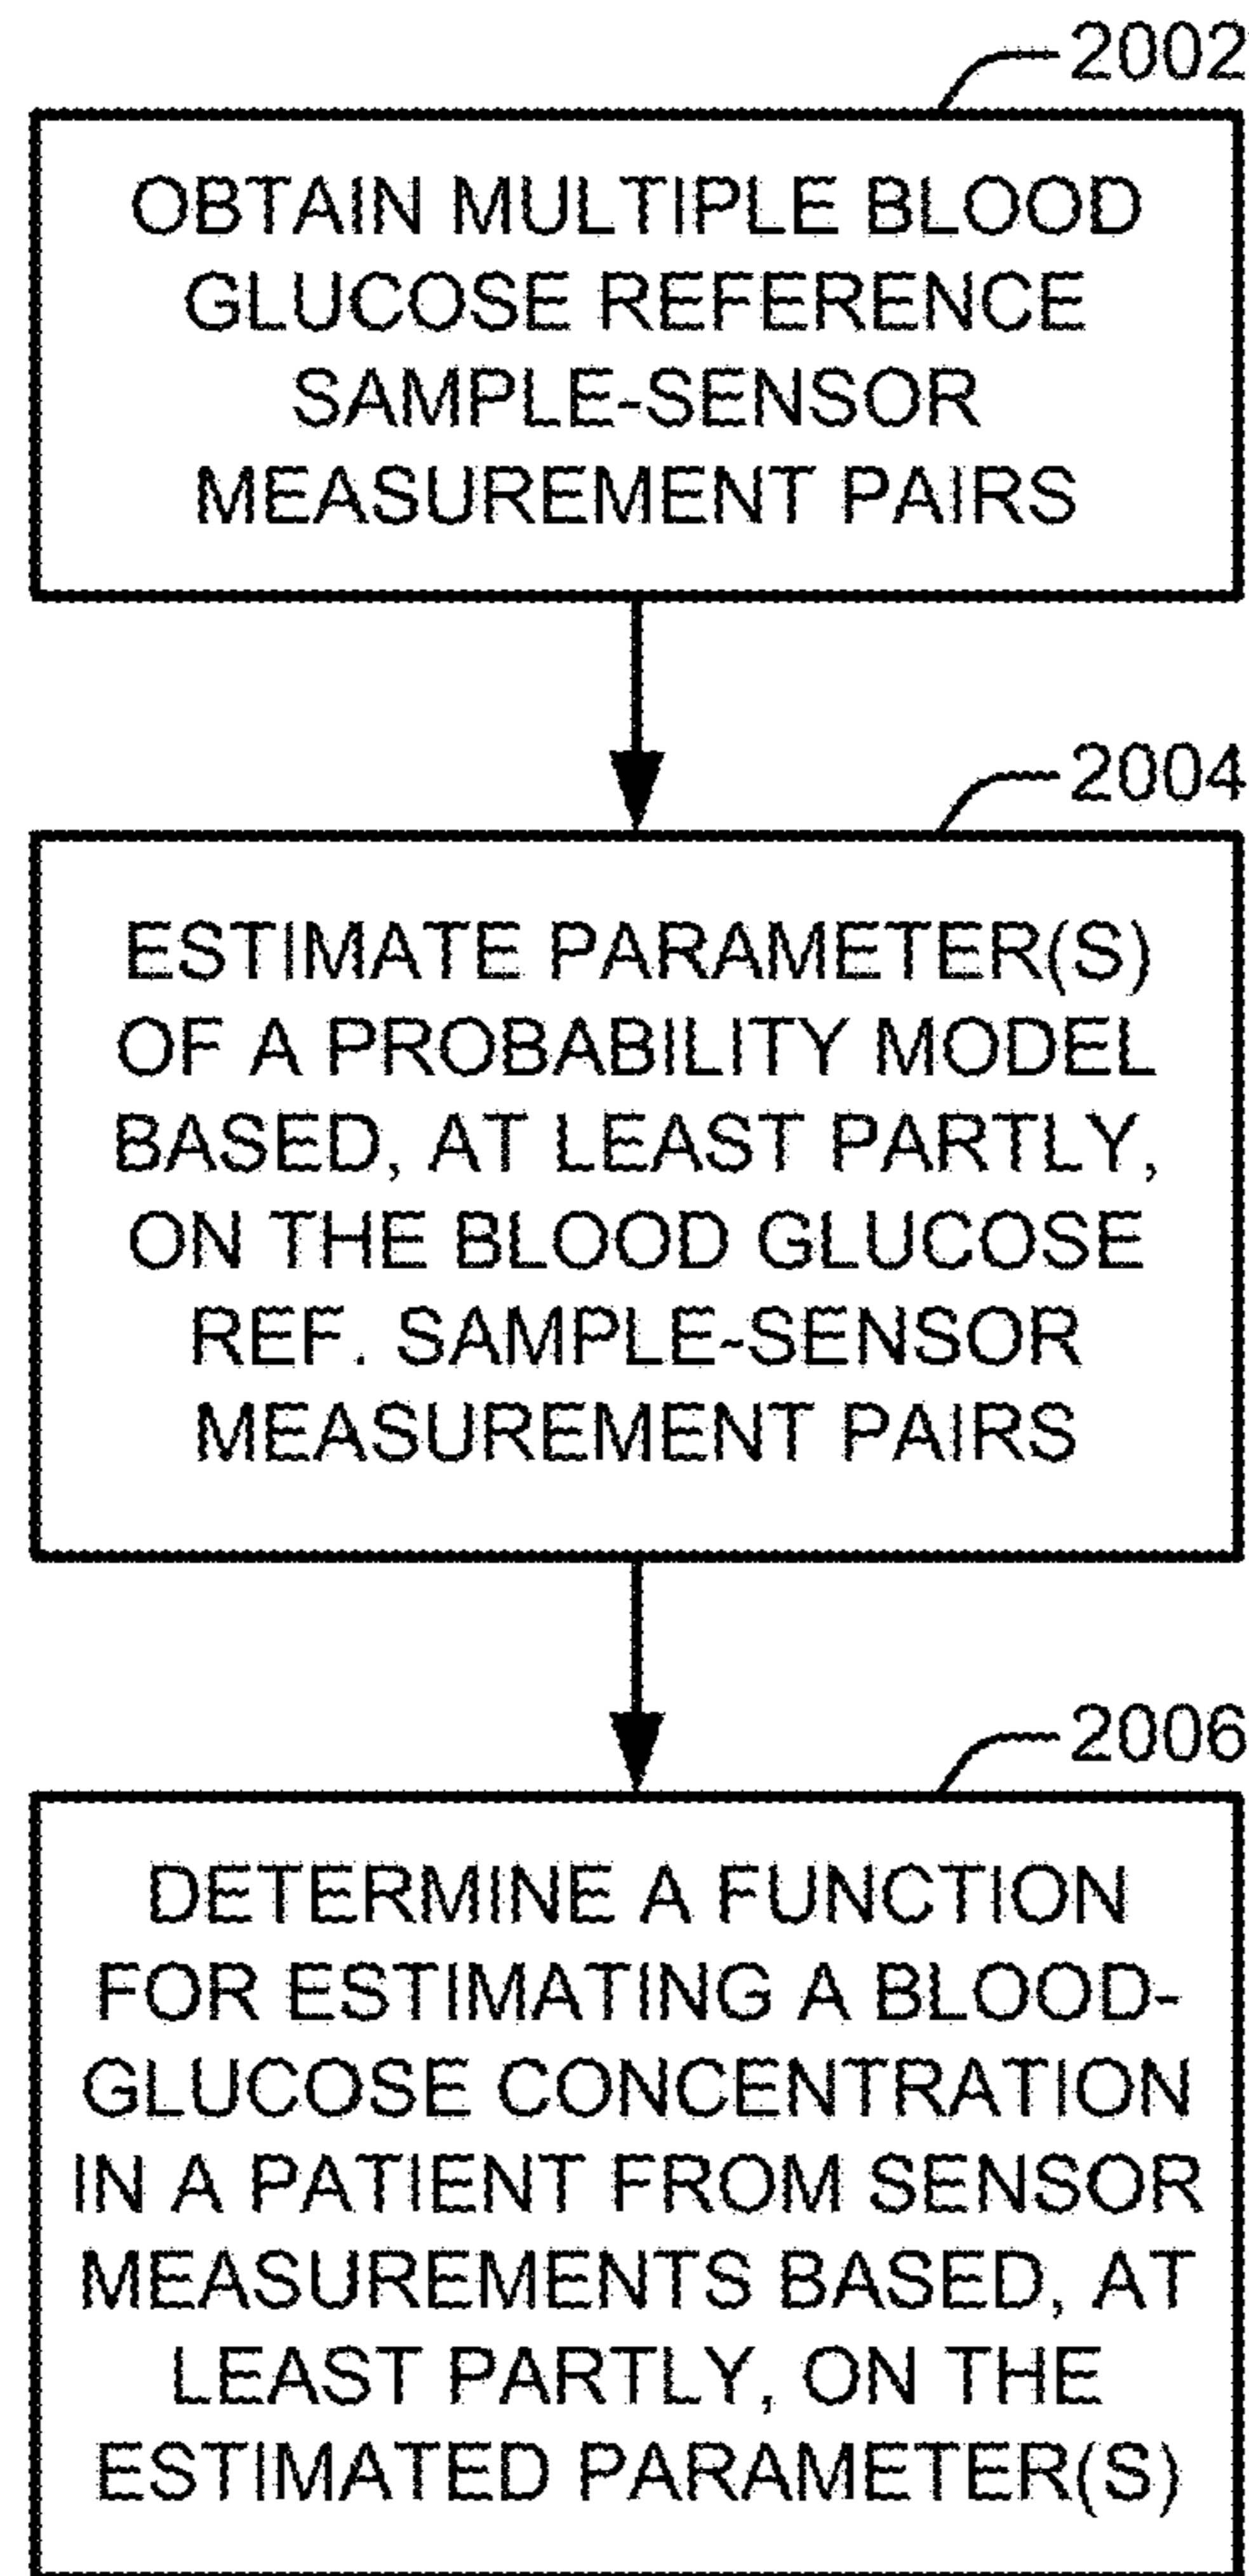 2002
OBTAIN MULTIPLE BLOOD
GLUCOSE REFERENCE
SAMPLE-SENSOR
MEASUREMENT PAIRS
2004
ESTIMATE PARAMETER(S)
OF A PROBABILITY MODEL
BASED, AT LEAST PARTLY,
ON THE BLOOD GLUCOSE
REF. SAMPLE-SENSOR
MEASUREMENT PAIRS
2006
DETERMINE A FUNCTION
FOR ESTIMATING A BLOOD-
GLUCOSE CONCENTRATION
IN A PATIENT FROM SENSOR
MEASUREMENTS BASED, AT
LEAST PARTLY, ON THE
ESTIMATED PARAMETER(S)